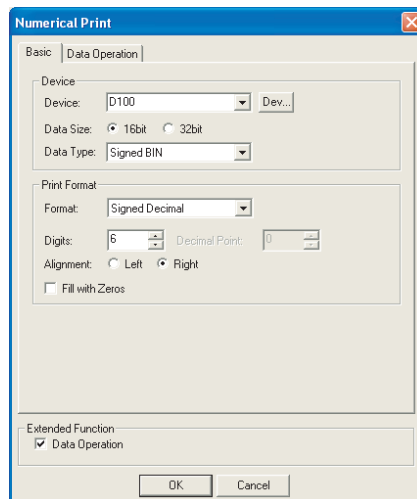 Numerical Print
Basic Data Operation
Device
Device: D100 Dev...
Data Size: 16bit 32bit
Data Type: Signed BIN
Print Format
Format: Signed Decimal
Digits: 6 Decimal Point: 0
Alignment: Left Right
Fill with Zeros
Extended Function
Data Operation
OK Cancel